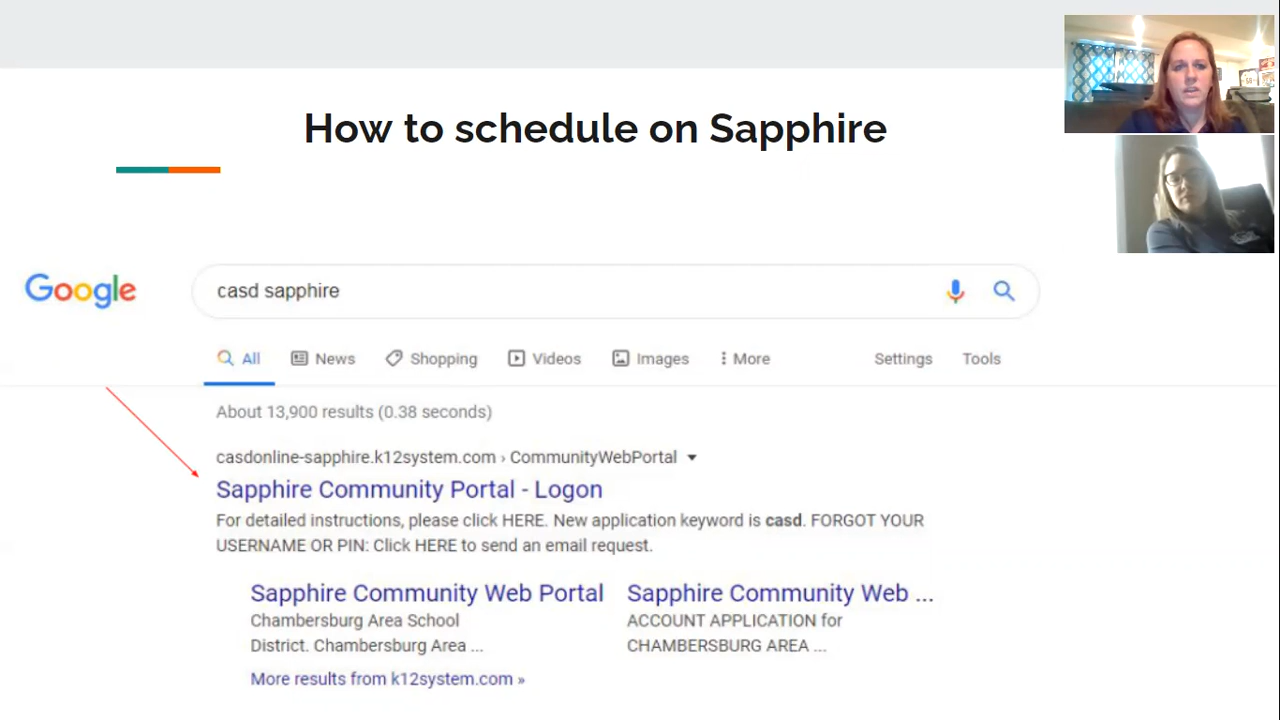 How to schedule on Sapphire
Google
casd sapphire
All News Shopping Videos Images More Settings Tools
About 13,900 results (0.38 seconds)
casdonline-sapphire.k12system.com › CommunityWebPortal
Sapphire Community Portal - Logon
For detailed instructions, please click HERE. New application keyword is casd. FORGOT YOUR
USERNAME OR PIN: Click HERE to send an email request.
Sapphire Community Web Portal
Chambersburg Area School
District. Chambersburg Area ...
Sapphire Community Web ...
ACCOUNT APPLICATION for
CHAMBERSBURG AREA ...
More results from k12system.com »